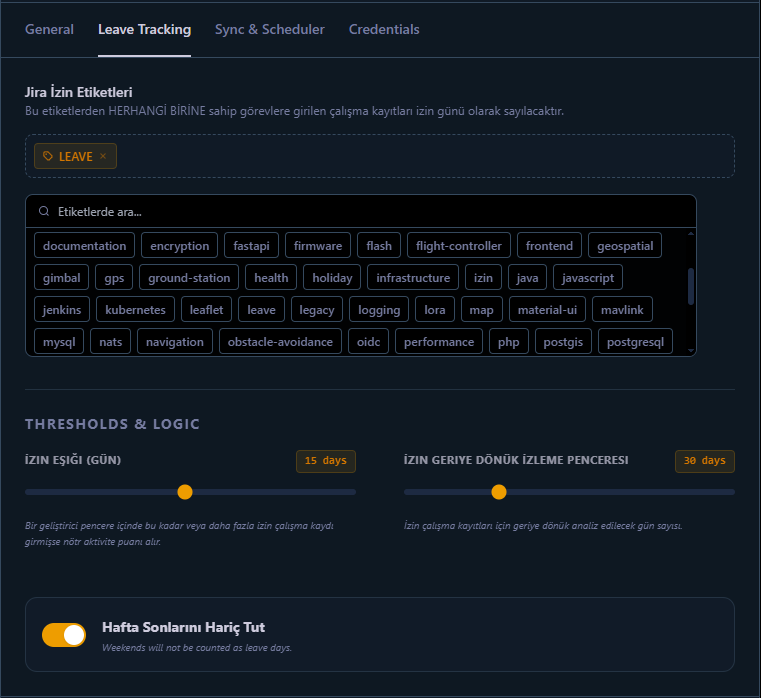 General Leave Tracking Sync & Scheduler Credentials
Jira İzin Etiketleri
Bu etiketlerden HERHANGİ BİRİNE sahip görevlere girilen çalışma kayıtları izin günü olarak sayılacaktır.
LEAVE ×
Etiketlerde ara...
documentation encryption fastapi firmware flash flight-controller frontend geospatial
gimbal gps ground-station health holiday infrastructure izin java javascript
jenkins kubernetes leaflet leave legacy logging lora map material-ui mavlink
mysql nats navigation obstacle-avoidance oidc performance php postgis postgresql
THRESHOLDS & LOGIC
İZIN EŞIĞI (GÜN) 15 days
İZIN GERIYE DÖNÜK İZLEME PENCERESI 30 days
Bir geliştirici pencere içinde bu kadar veya daha fazla izin çalışma kaydı
girmişse nötr aktivite puanı alır.
İzin çalışma kayıtları için geriye dönük analiz edilecek gün sayısı.
Hafta Sonlarını Hariç Tut
Weekends will not be counted as leave days.